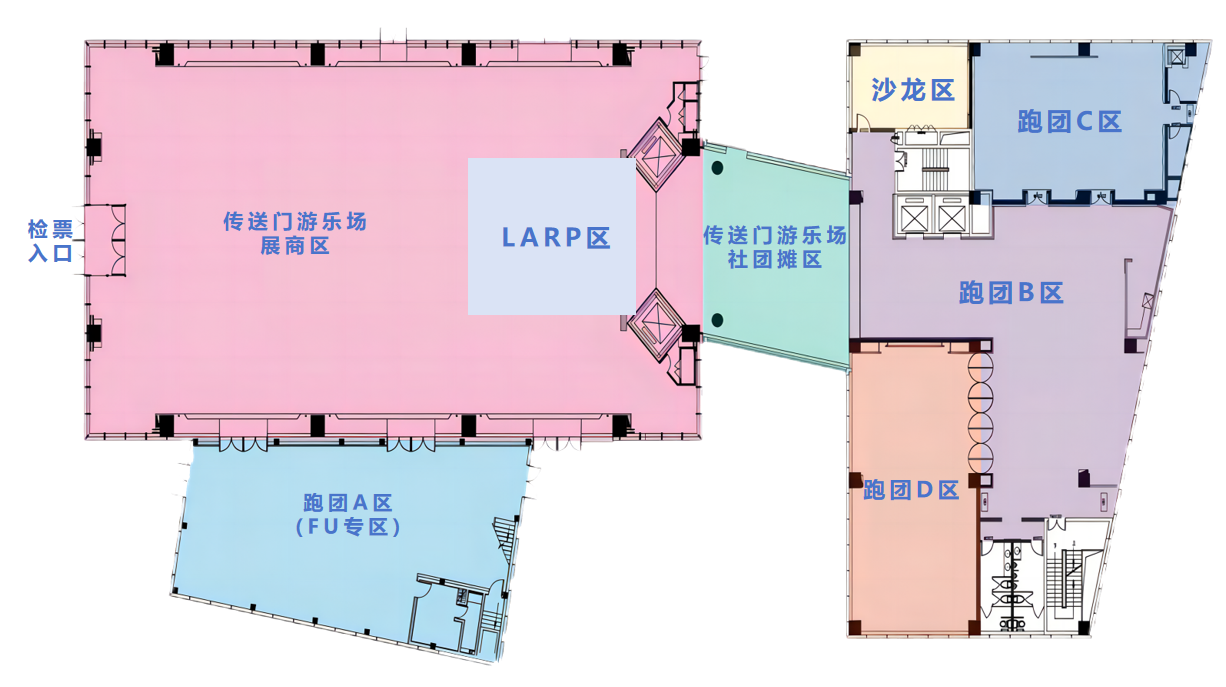 沙龙区
跑团C区
检票
入口
传送门游乐场
展商区
LARP区
传送门游乐场
社团摊区
跑团B区
跑团A区
(FU专区)
跑团D区